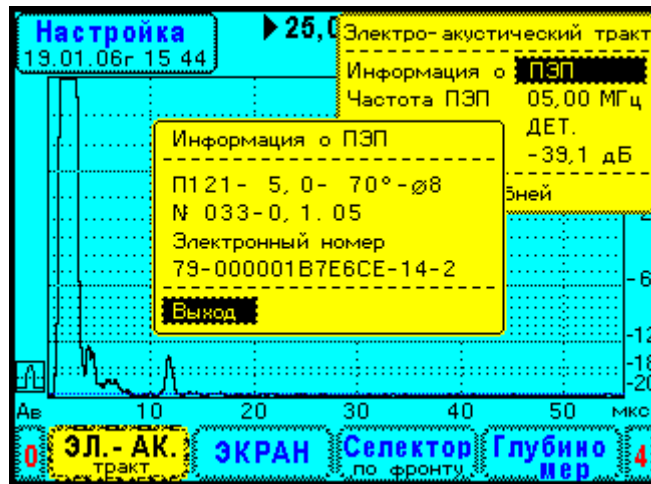 Настройка
19.01.06г 15 44
25,0
Электро-акустический тракт
Информация о ПЭП
Частота ПЭП 05,00 МГц
ДЕТ.
-39,1 дБ
Информация о ПЭП
П121- 5,0- 70°-ø8
N 033-0,1.05
Электронный номер
79-000001B7E6CE-14-2
Выход
-6
-12
-18
-20
Ав 10 20 30 40 50 мкс
0 ЭЛ.- АК. тракт ЭКРАН Селектор по фронту Глубино мер 4